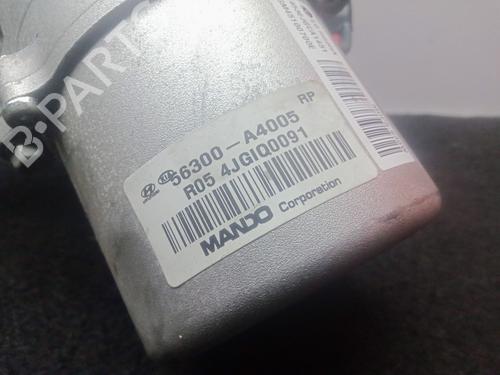 B-PARTS
RP
56300-A4005
R05 4JGIQ0091
MANDO Corporation